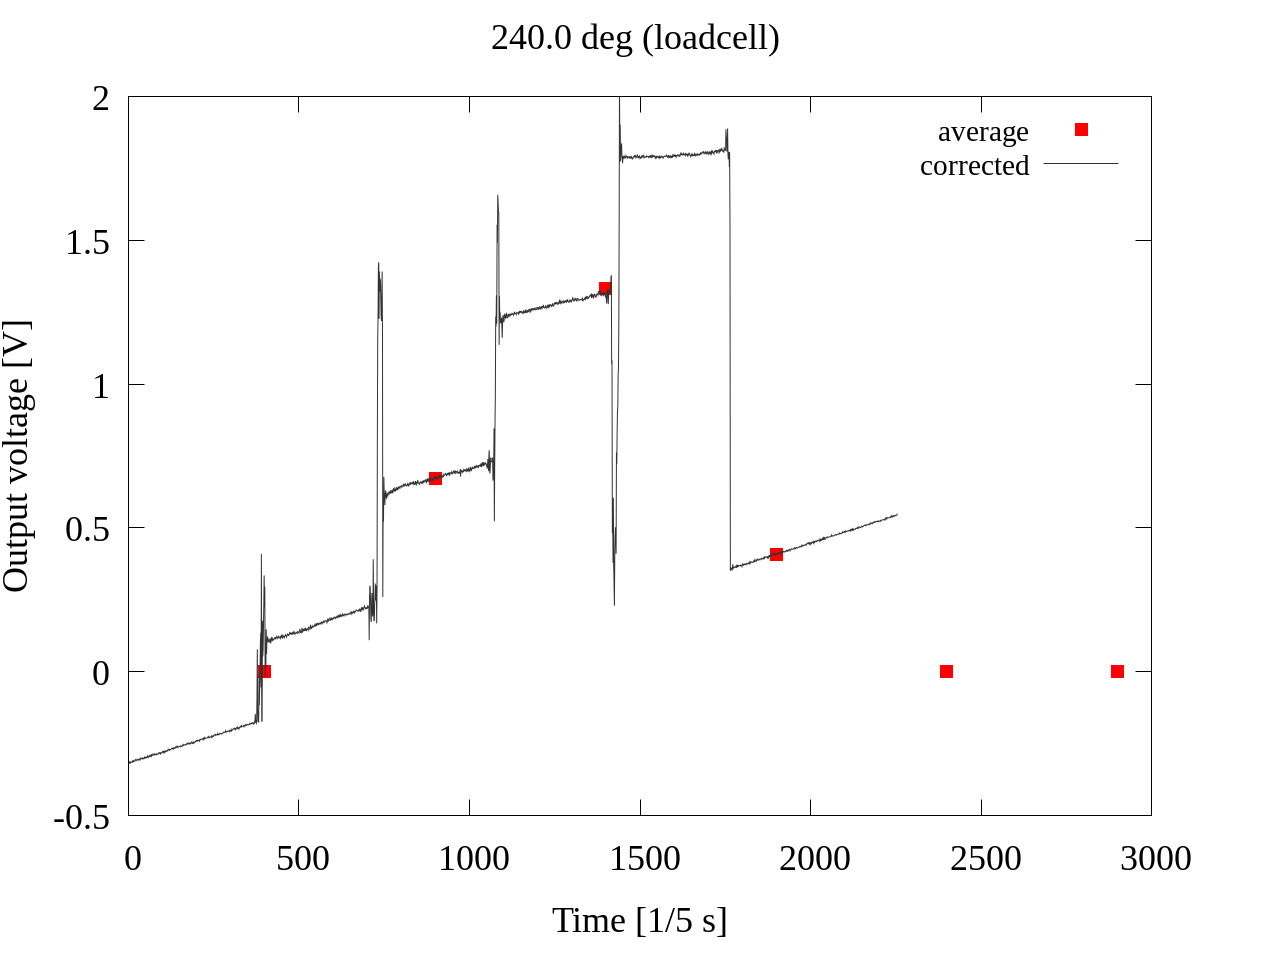 240.0 deg (loadcell)
average
corrected
Output voltage [V]
2
1.5
1
0.5
0
-0.5
0 500 1000 1500 2000 2500 3000
Time [1/5 s]